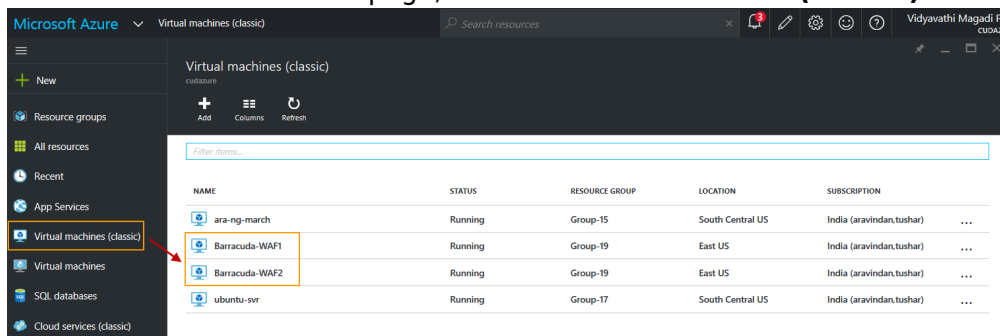 page,
Microsoft Azure Virtual machines (classic) Search resources 3 Vidyavathi Magadi P
CUDAZ
Virtual machines (classic)
cudazure
New
Add Columns Refresh
Resource groups
All resources
Filter items...
Recent
NAME STATUS RESOURCE GROUP LOCATION SUBSCRIPTION
App Services
ara-ng-march Running Group-15 South Central US India (aravindan,tushar) ...
Virtual machines (classic)
Barracuda-WAF1 Running Group-19 East US India (aravindan,tushar) ...
Virtual machines
Barracuda-WAF2 Running Group-19 East US India (aravindan,tushar) ...
SQL databases
ubuntu-svr Running Group-17 South Central US India (aravindan,tushar) ...
Cloud services (classic)